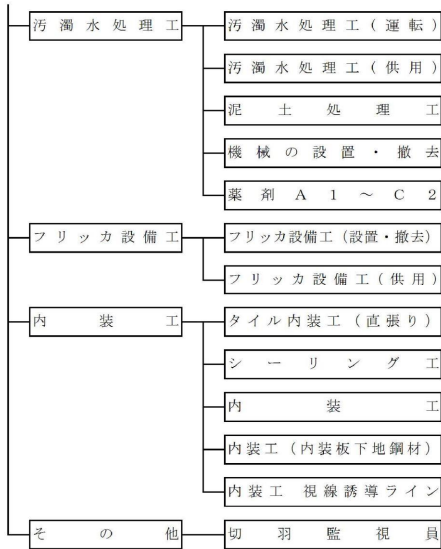 汚濁水処理工
汚濁水処理工(運転)
汚濁水処理工(供用)
泥土処理工
機械の設置・撤去
薬剤A1〜C2
フリッカ設備工
フリッカ設備工(設置・撤去)
フリッカ設備工(供用)
内装工
タイル内装工(直張り)
シーリング工
内装工
内装工(内装板下地鋼材)
内装工 視線誘導ライン
その他
切羽監視員